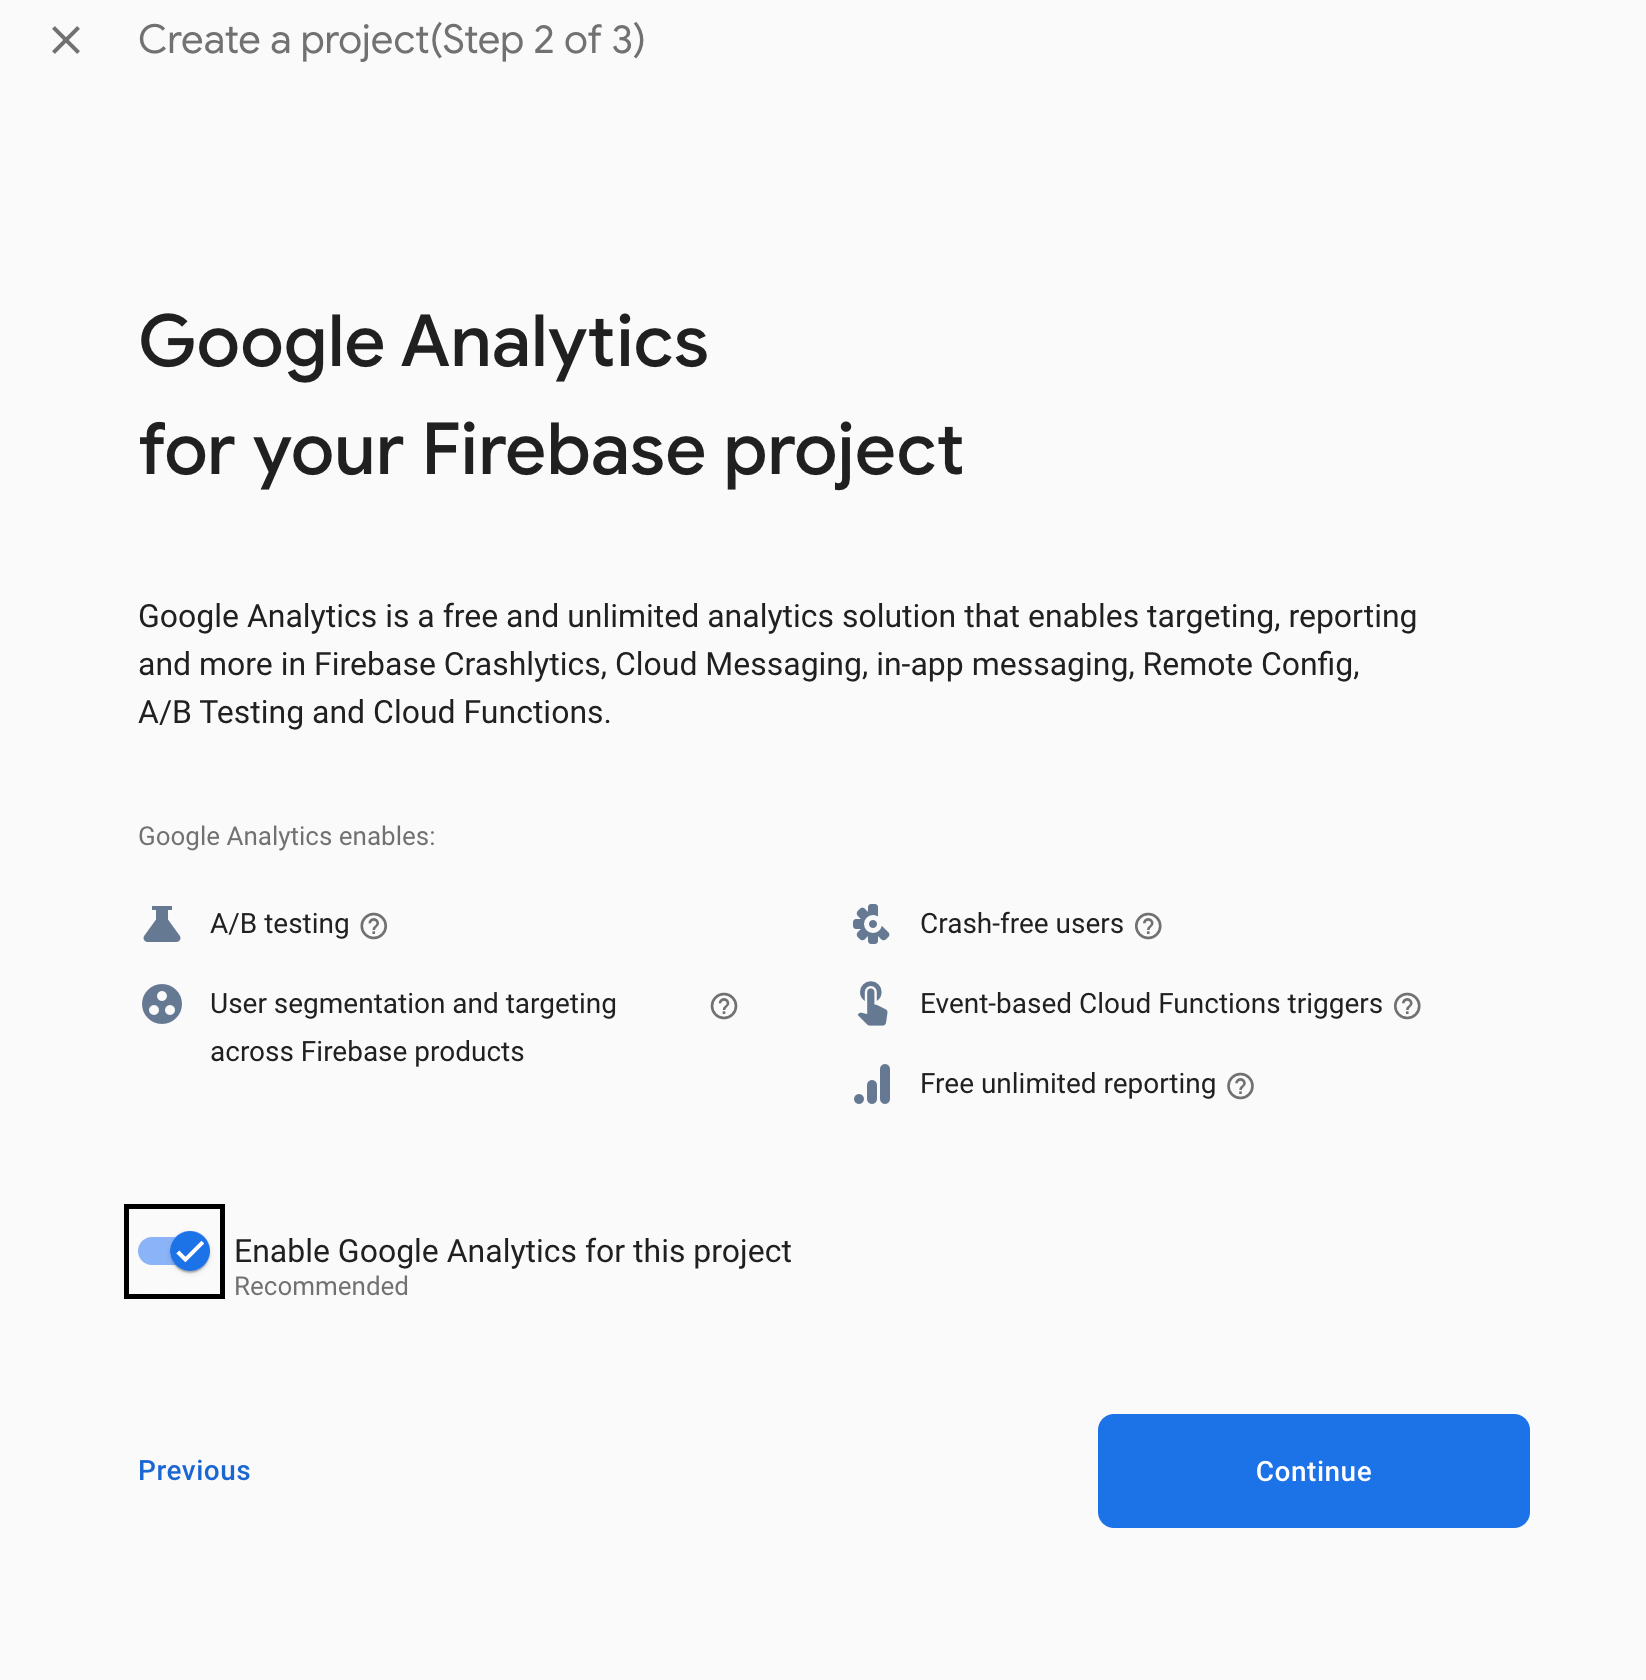 Create a project(Step 2 of 3)
Google Analytics
for your Firebase project
Google Analytics is a free and unlimited analytics solution that enables targeting, reporting
and more in Firebase Crashlytics, Cloud Messaging, in-app messaging, Remote Config,
A/B Testing and Cloud Functions.
Google Analytics enables:
A/B testing
User segmentation and targeting
across Firebase products
Crash-free users
Event-based Cloud Functions triggers
Free unlimited reporting
Enable Google Analytics for this project
Recommended
Previous
Continue